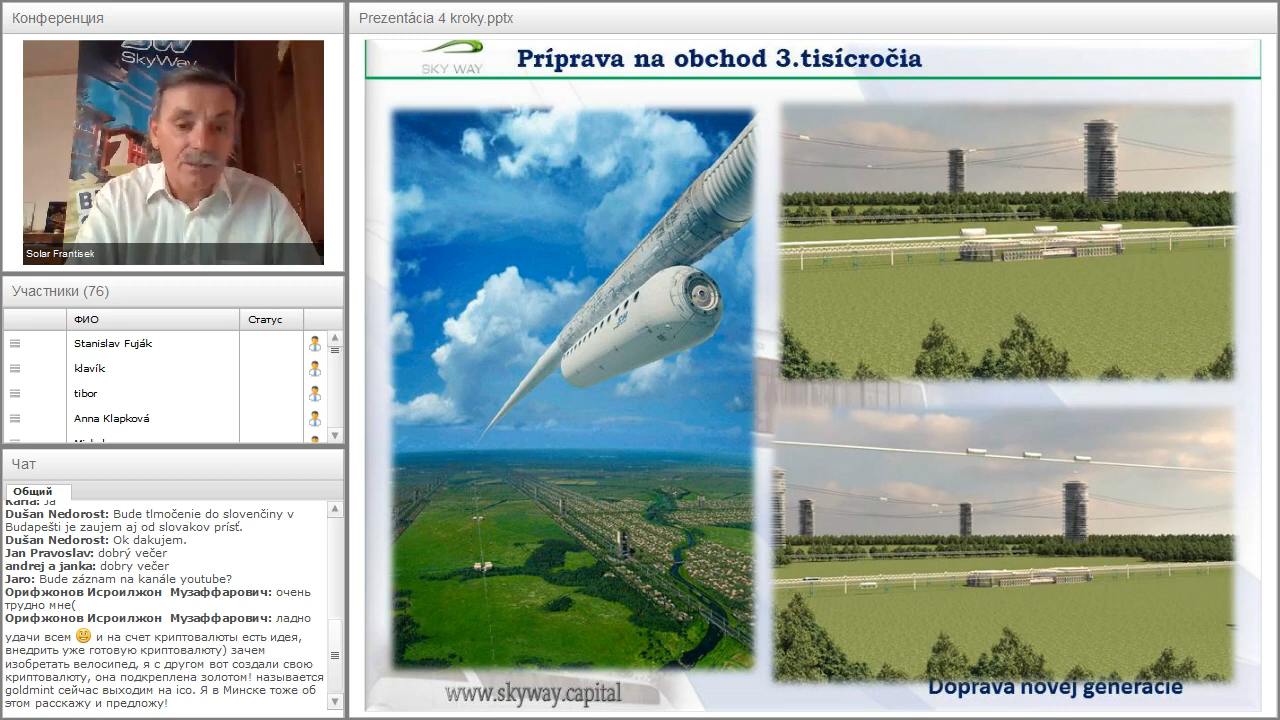 Конференция
SkyWay
Solar Frantisek
Участники (76)
ФИО
Статус
Stanislav Fuják
klavík
tibor
Anna Klapková
Чат
Общий
Dušan Nedorost: Bude tlmočenie do slovenčiny v
Budapešti je zaujem aj od slovakov prísť.
Dušan Nedorost: Ok dakujem.
Jan Pravoslav: dobrý večer
andrej a janka: dobry večer
Jaro: Bude záznam na kanále youtube?
Орифжонов Исроилжон Музаффарович: очень
трудно мне(
Орифжонов Исроилжон Музаффарович: ладно
удачи всем 😀 и на счет криптовалюты есть идея,
внедрить уже готовую криптовалюту) зачем
изобретать велосипед, я с другом вот создали свою
криптовалюту, она подкреплена золотом! называется
goldmint сейчас выходим на ico. Я в Минске тоже об
этом расскажу и предложу!
Prezentácia 4 kroky.pptx
SKY WAY
Príprava na obchod 3.tisícročia
www.skyway.capital
Doprava novej generácie